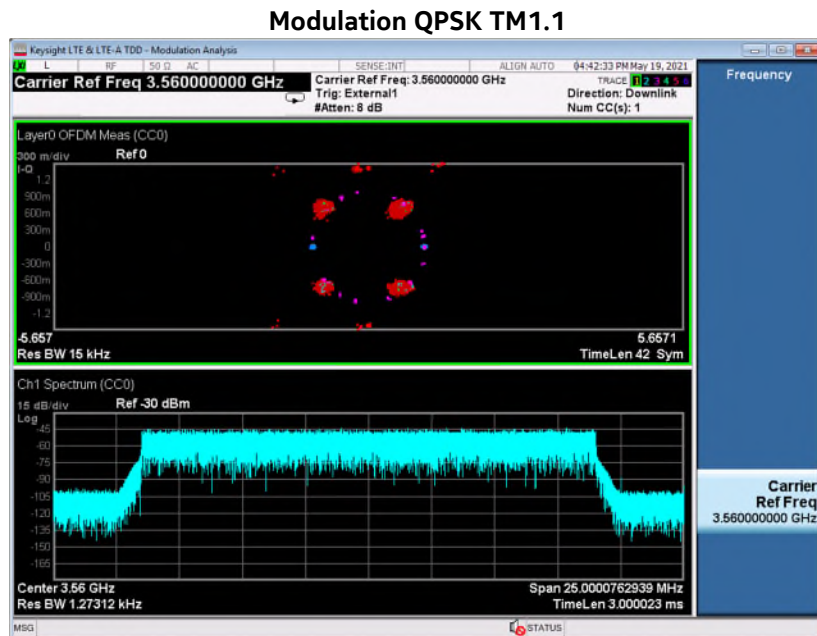 Modulation QPSK TM1.1
Keysight LTE & LTE-A TDD - Modulation Analysis
LXI L RF 50 Ω AC SENSE:INT ALIGN AUTO 04:42:33 PM May 19, 2021
Carrier Ref Freq 3.560000000 GHz
Carrier Ref Freq: 3.560000000 GHz
Trig: External1
#Atten: 8 dB
TRACE 1 2 3 4 5 6
Direction: Downlink
Num CC(s): 1
Frequency
Layer0 OFDM Meas (CC0)
300 m/div Ref 0
I-Q
1.2
900m
600m
300m
0
-300m
-600m
-900m
-1.2
-5.657 5.6571
Res BW 15 kHz TimeLen 42 Sym
Ch1 Spectrum (CC0)
15 dB/div Ref -30 dBm
Log
-45
-60
-75
-90
-105
-120
-135
-150
-165
Center 3.56 GHz Span 25.0000762939 MHz
Res BW 1.27312 kHz TimeLen 3.000023 ms
Carrier
Ref Freq
3.560000000 GHz
MSG STATUS